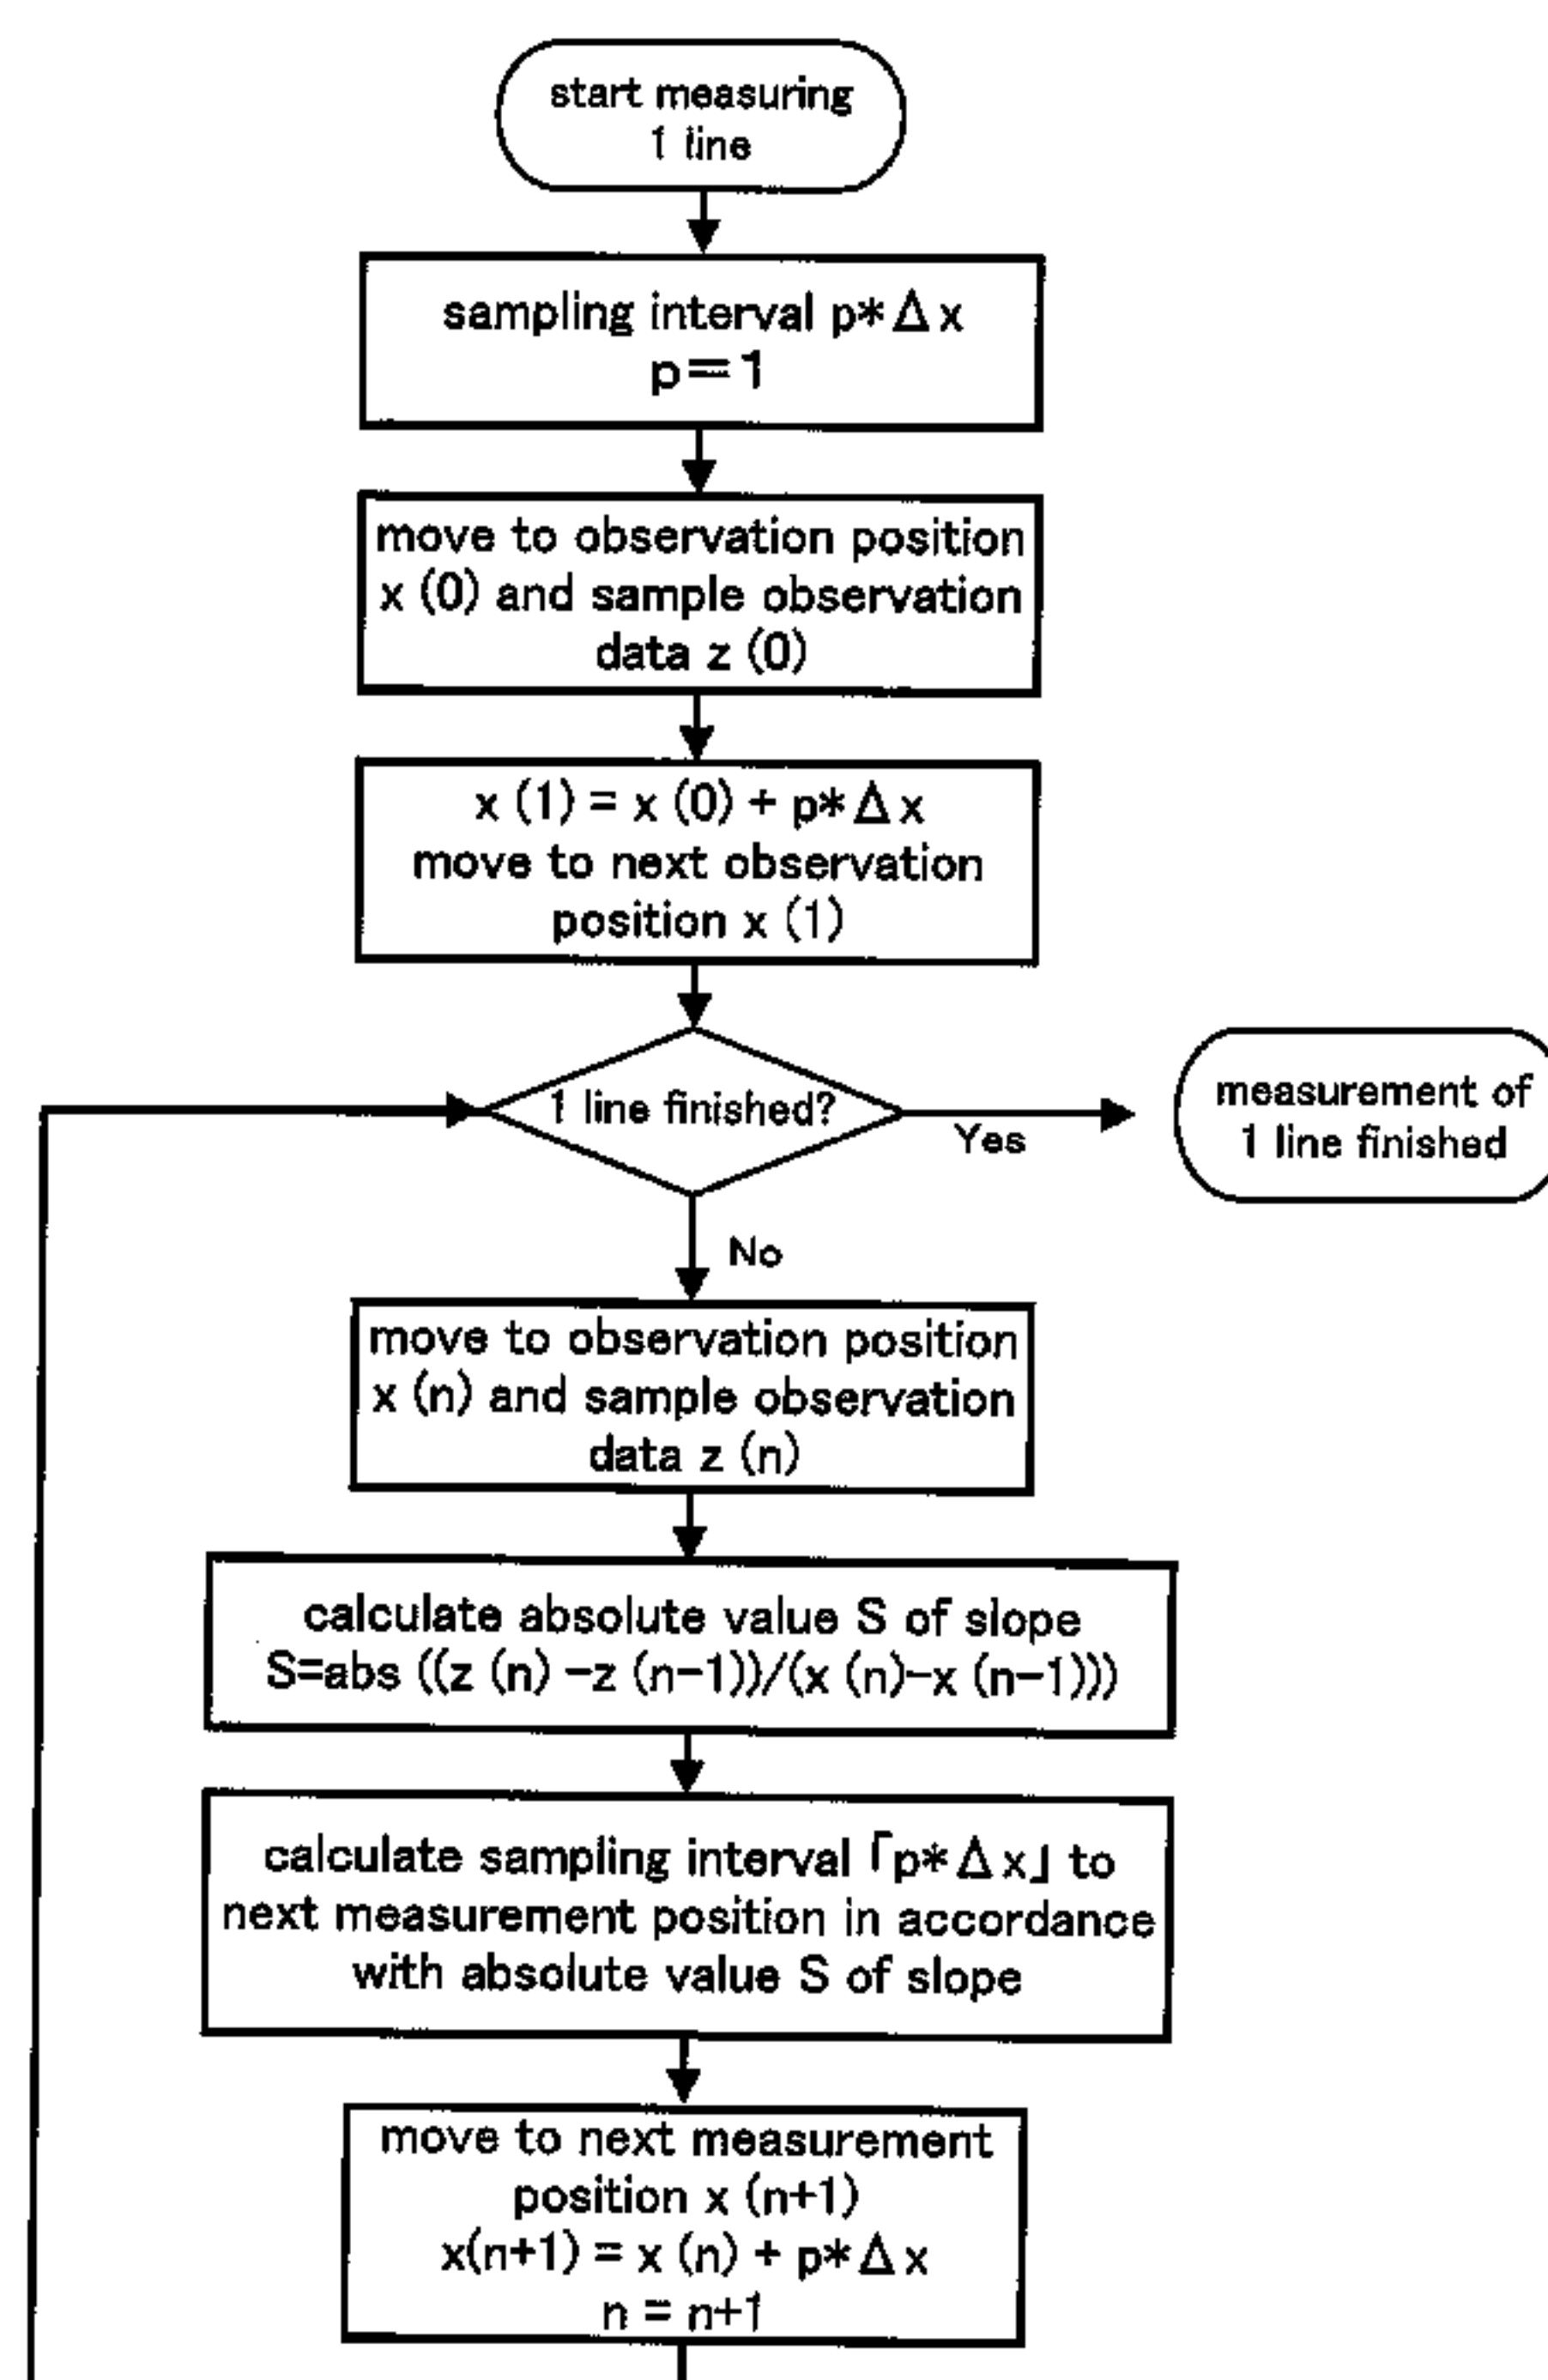 start measuring
1 line
sampling interval p*Δx
p=1
move to observation position
x (0) and sample observation
data z (0)
x (1) = x (0) + p*Δx
move to next observation
position x (1)
1 line finished?
Yes
measurement of
1 line finished
No
move to observation position
x (n) and sample observation
data z (n)
calculate absolute value S of slope
S=abs ((z (n) -z (n-1))/(x (n)-x (n-1)))
calculate sampling interval「p*Δx」to
next measurement position in accordance
with absolute value S of slope
move to next measurement
position x (n+1)
x(n+1) = x (n) + p*Δx
n = n+1